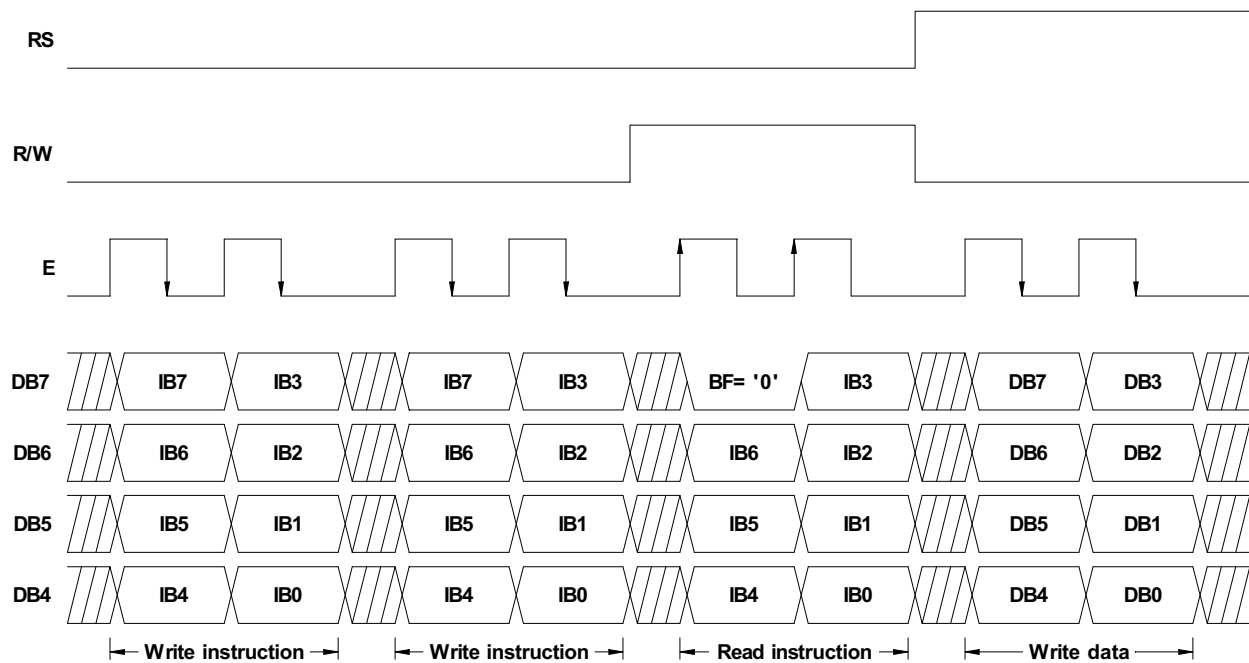 RS
R/W
E
DB7 IB7 IB3 IB7 IB3 BF= '0' IB3 DB7 DB3
DB6 IB6 IB2 IB6 IB2 IB6 IB2 DB6 DB2
DB5 IB5 IB1 IB5 IB1 IB5 IB1 DB5 DB1
DB4 IB4 IB0 IB4 IB0 IB4 IB0 DB4 DB0
Write instruction Write instruction Read instruction Write data